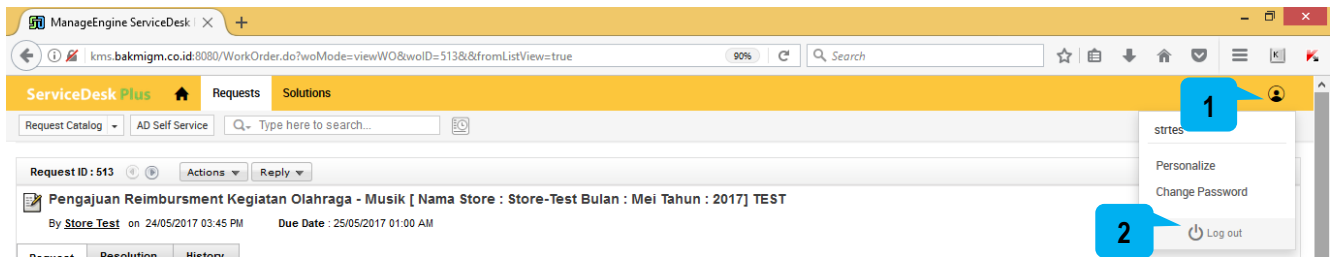 ManageEngine ServiceDesk
kms.bakmigm.co.id:8080/WorkOrder.do?woMode=viewWO&woID=513&&fromListView=true
90%
Search
ServiceDesk Plus
Requests
Solutions
1
Request Catalog
AD Self Service
Type here to search...
strtes
Request ID : 513
Actions
Reply
Personalize
Pengajuan Reimbursment Kegiatan Olahraga - Musik [ Nama Store : Store-Test Bulan : Mei Tahun : 2017] TEST
Change Password
By Store Test on 24/05/2017 03:45 PM Due Date : 25/05/2017 01:00 AM
2
Log out
Request
Resolution
History